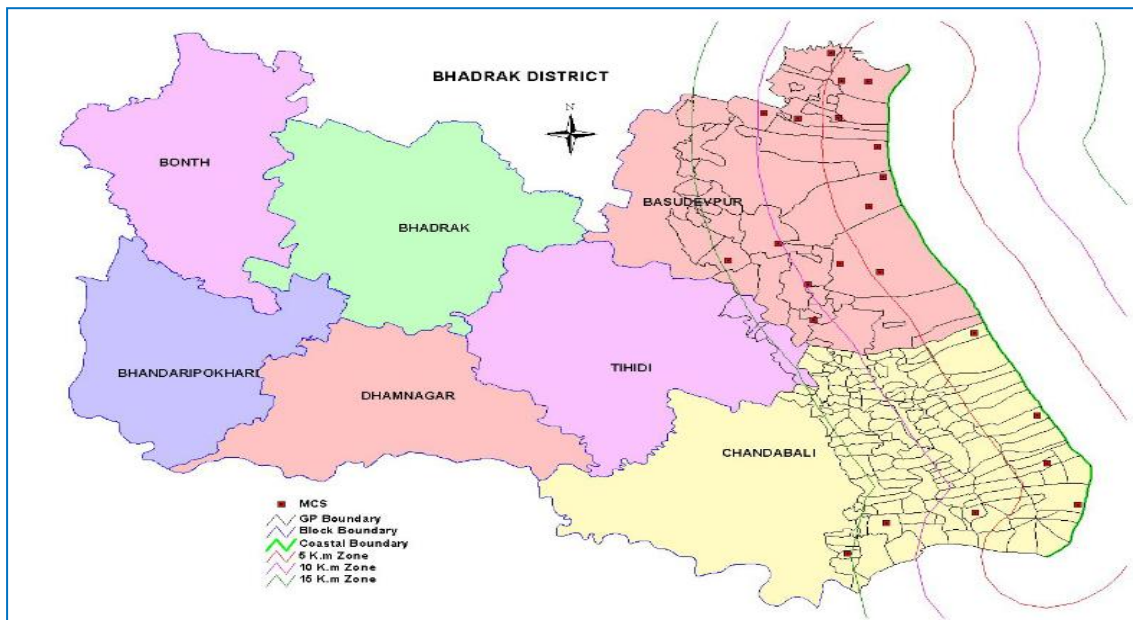 BHADRAK DISTRICT
N
BONTH
BASUDEVPUR
BHADRAK
TIHIDI
BHANDARIPOKHARI
DHAMNAGAR
CHANDABALI
MCS
GP Boundary
Block Boundary
Coastal Boundary
5 K.m Zone
10 K.m Zone
15 K.m Zone